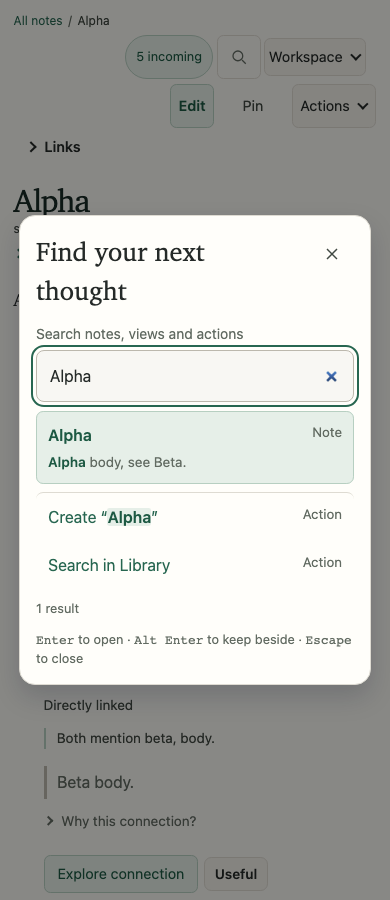 All notes / Alpha
5 incoming
Workspace
Edit
Pin
Actions
Links
Alpha
Find your next
thought
Search notes, views and actions
Alpha
Alpha
Note
Alpha body, see Beta.
Create “Alpha”
Action
Search in Library
Action
1 result
Enter to open · Alt Enter to keep beside · Escape
to close
Directly linked
Both mention beta, body.
Beta body.
Why this connection?
Explore connection
Useful